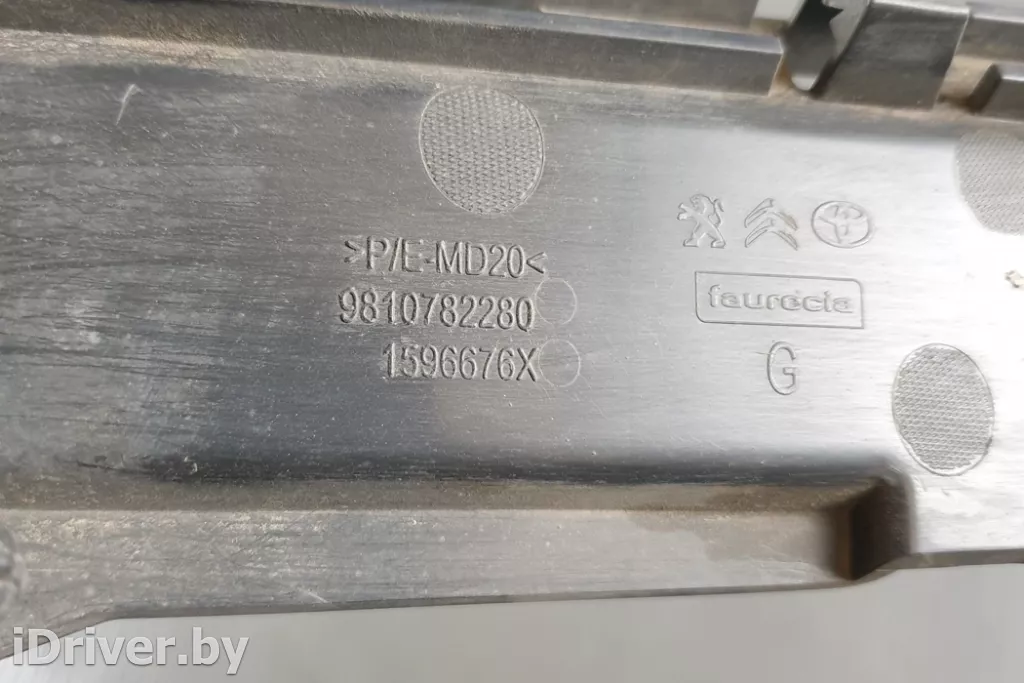 >P/E-MD20<
9810782280
1596676X
faurecia
G
iDriver.by